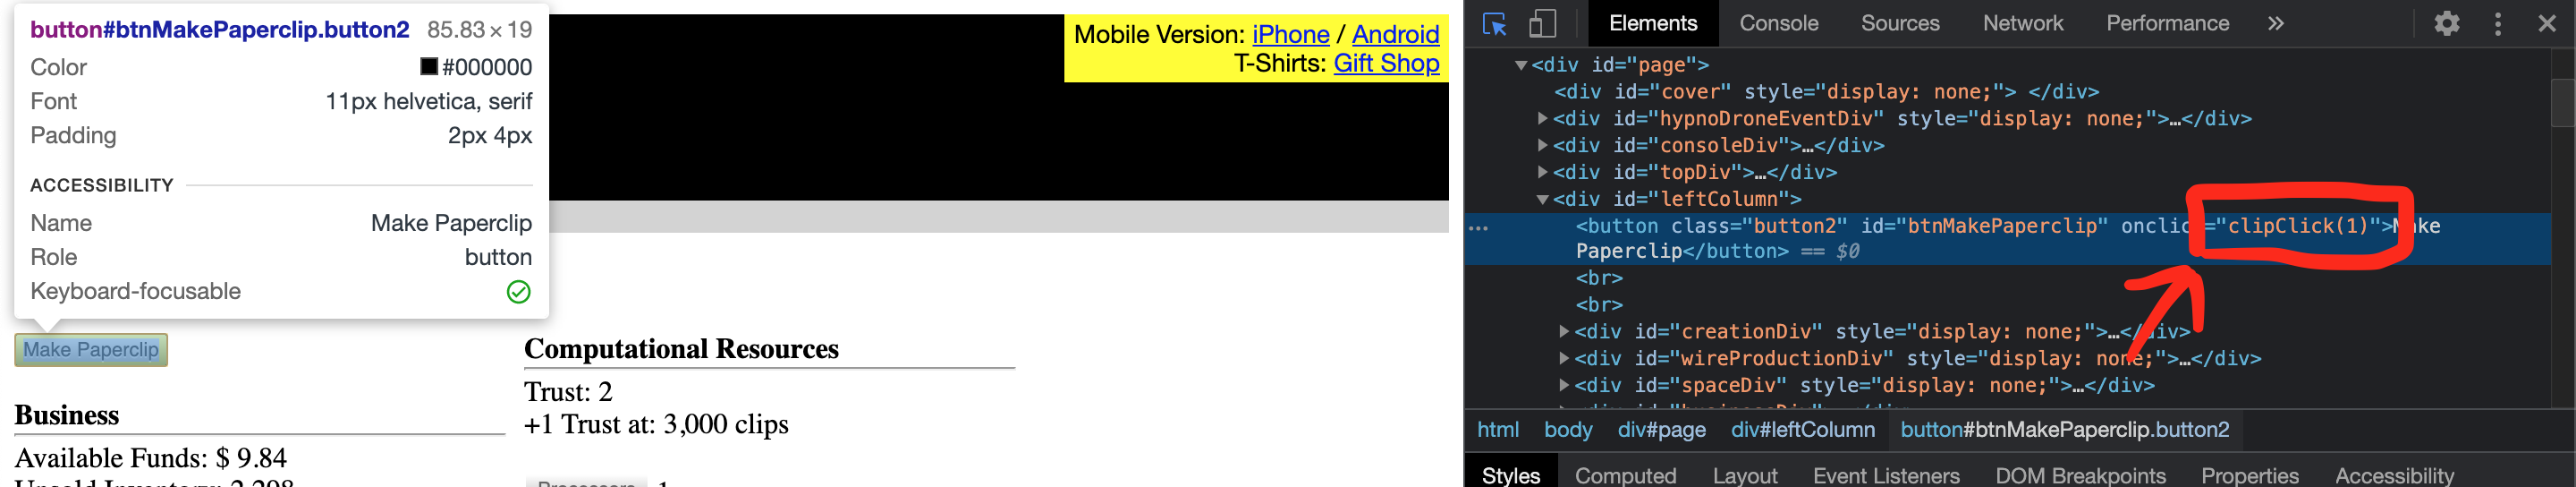 button#btnMakePaperclip.button2 85.83 × 19
Color #000000
Font 11px helvetica, serif
Padding 2px 4px
ACCESSIBILITY
Name Make Paperclip
Role button
Keyboard-focusable
Make Paperclip
Mobile Version: iPhone / Android
T-Shirts: Gift Shop
Business
Available Funds: $ 9.84
Unsold Inventory: 2,298
Computational Resources
Trust: 2
+1 Trust at: 3,000 clips
Processors 1
Elements Console Sources Network Performance »
<div id="page">
<div id="cover" style="display: none;"> </div>
<div id="hypnoDroneEventDiv" style="display: none;">…</div>
<div id="consoleDiv">…</div>
<div id="topDiv">…</div>
<div id="leftColumn">
<button class="button2" id="btnMakePaperclip" onclick="clipClick(1)">Make
Paperclip</button> == $0
<br>
<br>
<div id="creationDiv" style="display: none;">…</div>
<div id="wireProductionDiv" style="display: none;">…</div>
<div id="spaceDiv" style="display: none;">…</div>
html body div#page div#leftColumn button#btnMakePaperclip.button2
Styles Computed Layout Event Listeners DOM Breakpoints Properties Accessibility